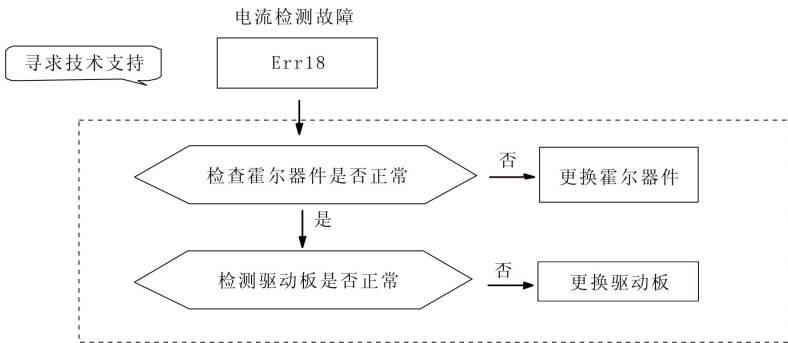 电流检测故障
寻求技术支持
Err18
检查霍尔器件是否正常
否
更换霍尔器件
是
检测驱动板是否正常
否
更换驱动板